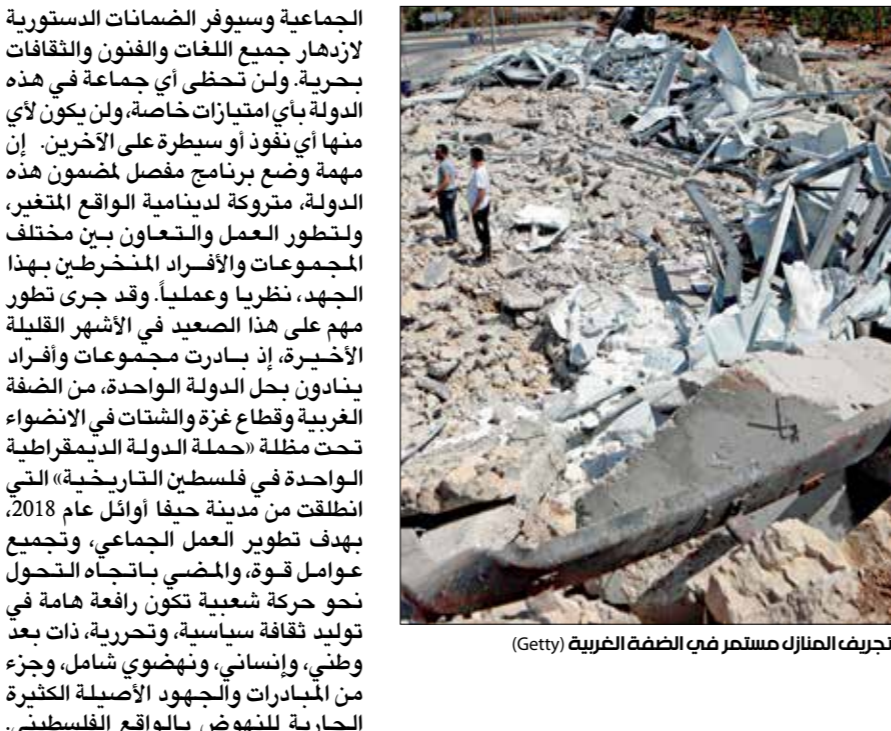 الجماعية وسيوفر الضمانات الدستورية
لازدهار جميع اللغات والفنون والثقافات
بحرية. ولن تحظى أي جماعة في هذه
الدولة بأي امتيازات خاصة، ولن يكون لأي
منها أي نفوذ أو سيطرة على الآخرين. إن
مهمة وضع برنامج مفصل لمضمون هذه
الدولة، متروكة لدينامية الواقع المتغير،
ولتطور العمل والتعاون بين مختلف
المجموعات والأفراد المنخرطين بهذا
الجهد، نظريا وعملياً. وقد جرى تطور
مهم على هذا الصعيد في الأشهر القليلة
الأخيرة، إذ بادرت مجموعات وأفراد
ينادون بحل الدولة الواحدة، من الضفة
الغربية وقطاع غزة والشتات في الانضواء
تحت مظلة «حملة الدولة الديمقراطية
الواحدة في فلسطين التاريخية» التي
انطلقت من مدينة حيفا أوائل عام 2018،
بهدف تطوير العمل الجماعي، وتجميع
عوامل قوة، والمضي باتجاه التحول
نحو حركة شعبية تكون رافعة هامة في
توليد ثقافة سياسية، وتحررية، ذات بعد
وطني، وإنساني، ونهضوي شامل، وجزء
من المبادرات والجهود الأصيلة الكثيرة
الجارية للنهوض بالواقع الفلسطيني.
تجريف المنازل مستمر في الضفة الغربية (Getty)